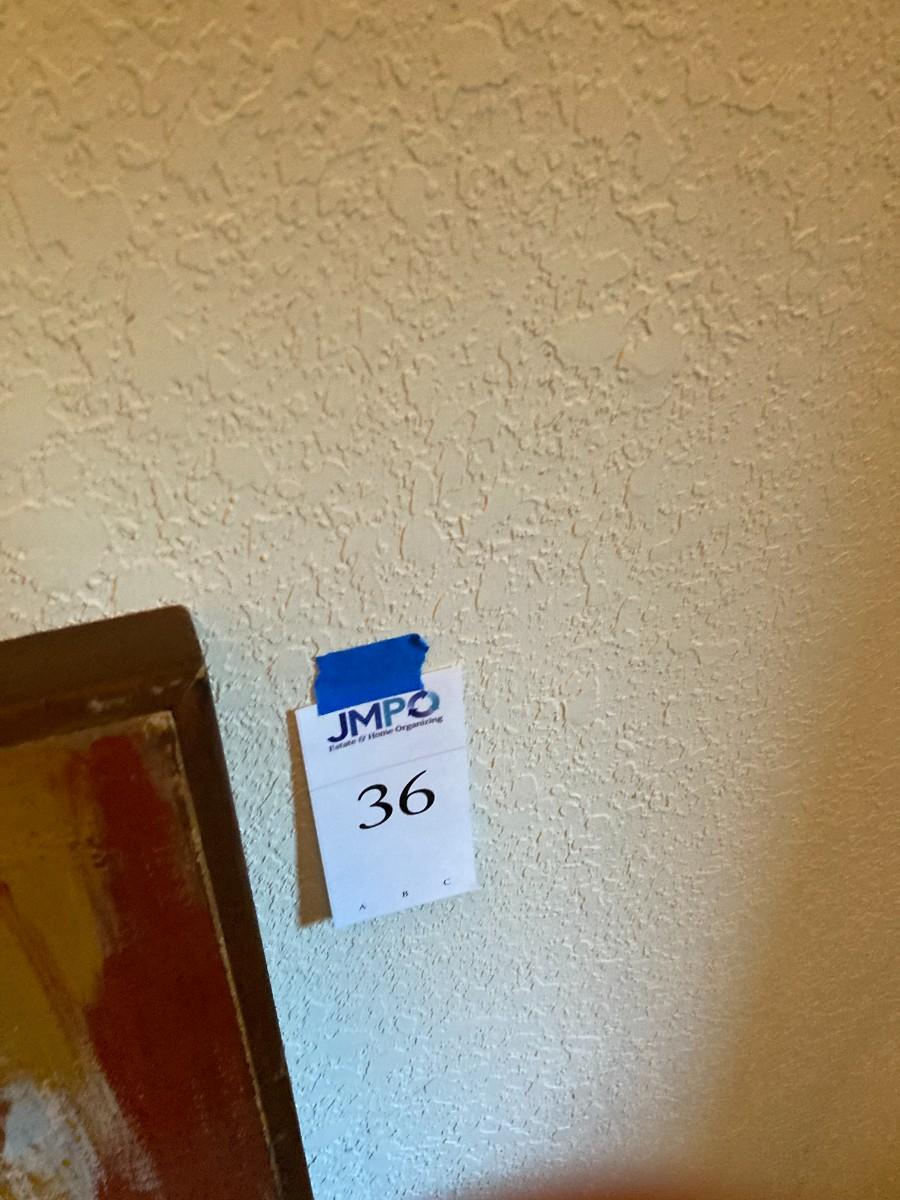 JMPO
Estate & Home Organizing
36
A B C